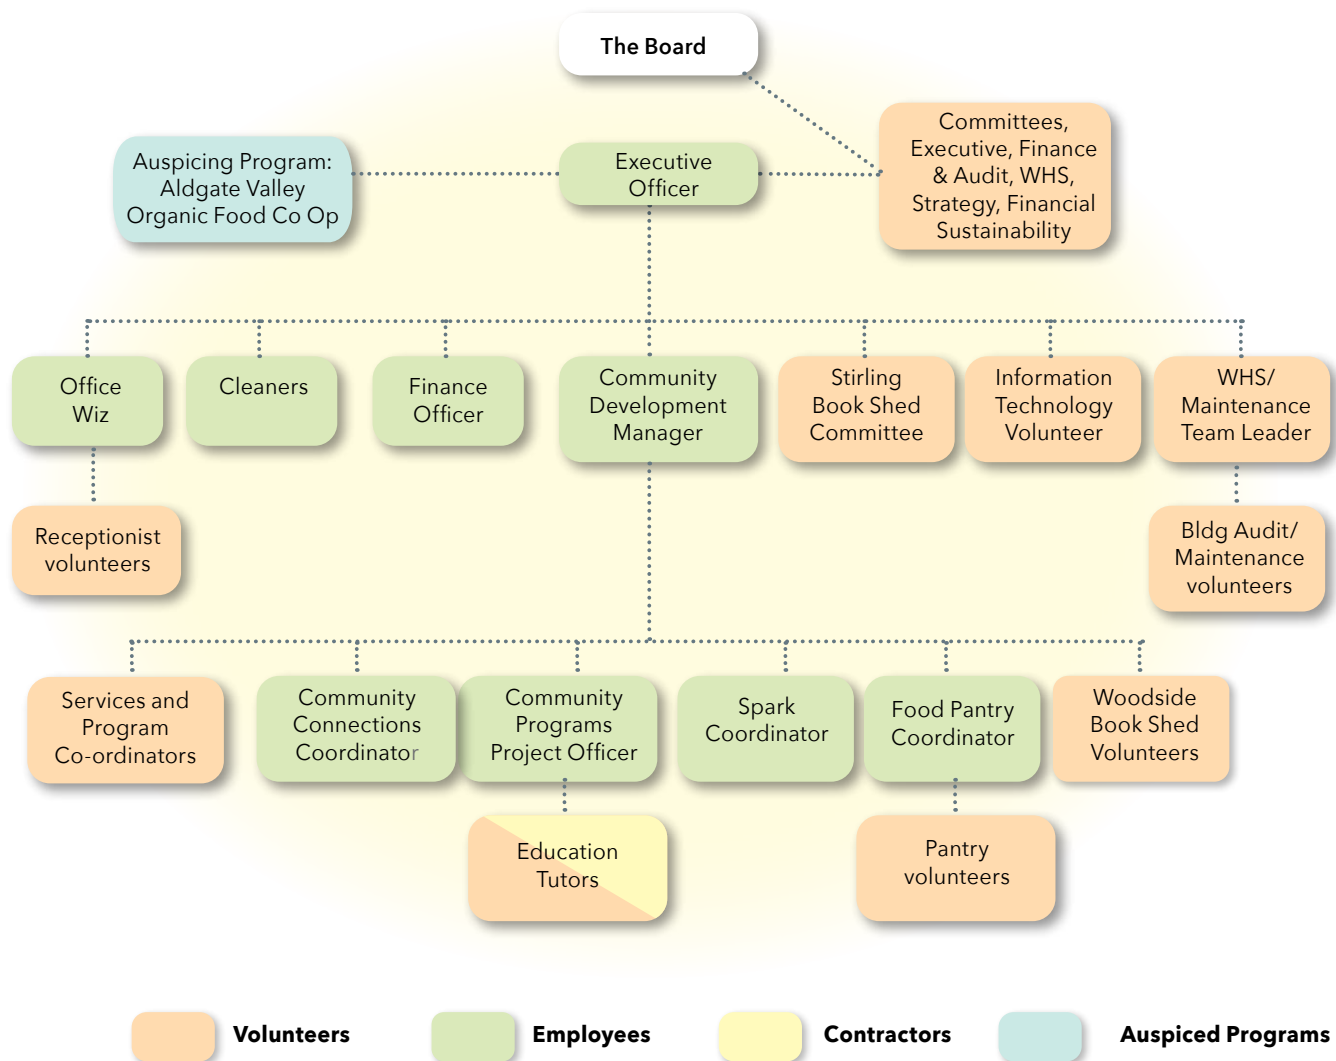 The Board
Committees,
Executive, Finance
& Audit, WHS,
Strategy, Financial
Sustainability
Auspicing Program:
Aldgate Valley
Organic Food Co Op
Executive
Officer
Office
Wiz
Cleaners
Finance
Officer
Community
Development
Manager
Stirling
Book Shed
Committee
Information
Technology
Volunteer
WHS/
Maintenance
Team Leader
Receptionist
volunteers
Bldg Audit/
Maintenance
volunteers
Services and
Program
Co-ordinators
Community
Connections
Coordinator
Community
Programs
Project Officer
Spark
Coordinator
Food Pantry
Coordinator
Woodside
Book Shed
Volunteers
Education
Tutors
Pantry
volunteers
Volunteers
Employees
Contractors
Auspiced Programs